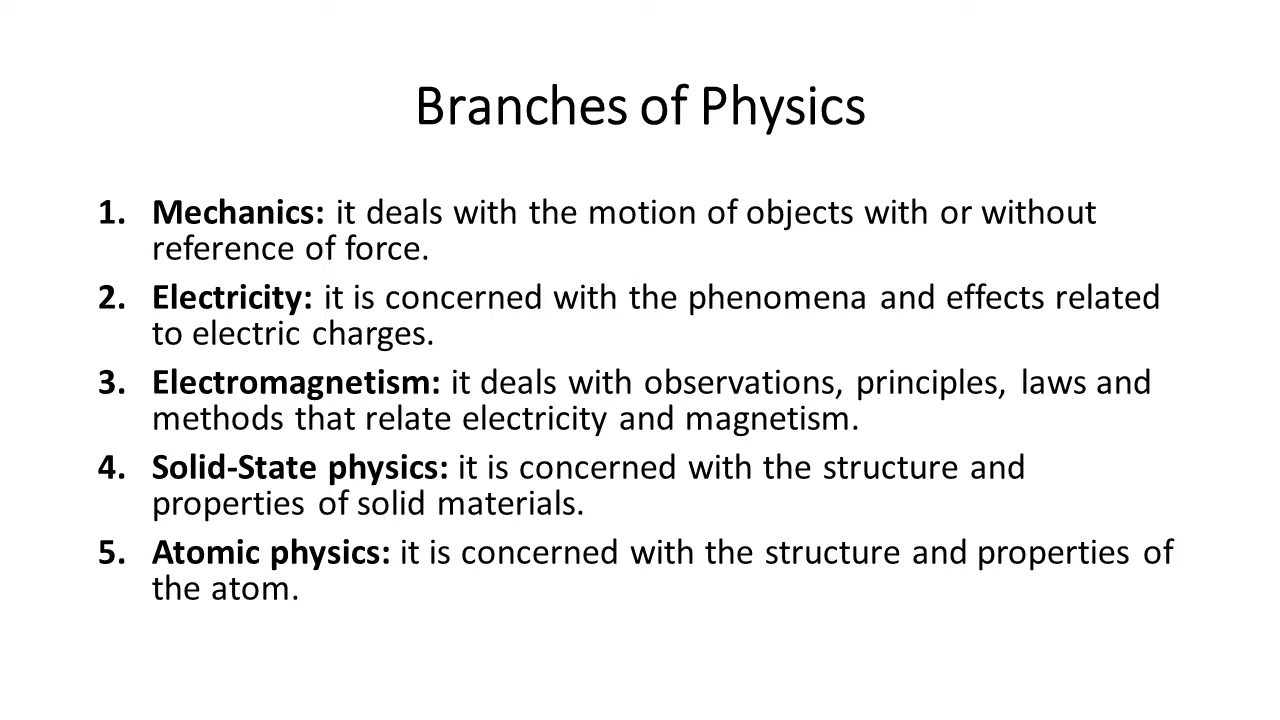 Branches of Physics
1. Mechanics: it deals with the motion of objects with or without
reference of force.
2. Electricity: it is concerned with the phenomena and effects related
to electric charges.
3. Electromagnetism: it deals with observations, principles, laws and
methods that relate electricity and magnetism.
4. Solid-State physics: it is concerned with the structure and
properties of solid materials.
5. Atomic physics: it is concerned with the structure and properties of
the atom.